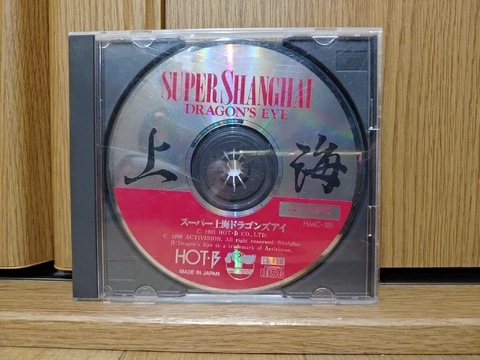 SUPER SHANGHAI
DRAGON'S EYE
上 海
スーパー上海ドラゴンズアイ
© 1991 HOT・B CO., LTD.
© 1988 ACTIVISION, All right reserved. Shanghai
II/Dragon's Eye is a trademark of Activision.
HOT・B
MADE IN JAPAN
disc